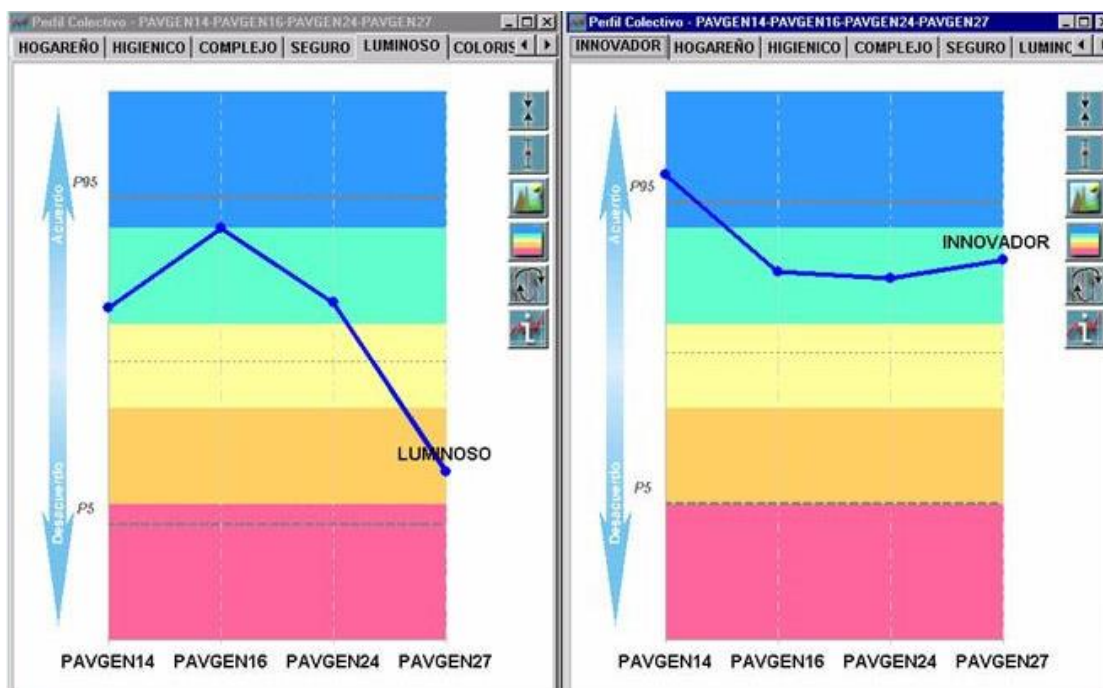 Perfil Colectivo - PAVGEN14-PAVGEN16-PAVGEN24-PAVGEN27
HOGAREÑO HIGIENICO COMPLEJO SEGURO LUMINOSO COLORIS
P95
Acuerdo
LUMINOSO
Desacuerdo
P5
PAVGEN14 PAVGEN16 PAVGEN24 PAVGEN27
Perfil Colectivo - PAVGEN14-PAVGEN16-PAVGEN24-PAVGEN27
INNOVADOR HOGAREÑO HIGIENICO COMPLEJO SEGURO LUMINO
P95
Acuerdo
INNOVADOR
Desacuerdo
P5
PAVGEN14 PAVGEN16 PAVGEN24 PAVGEN27